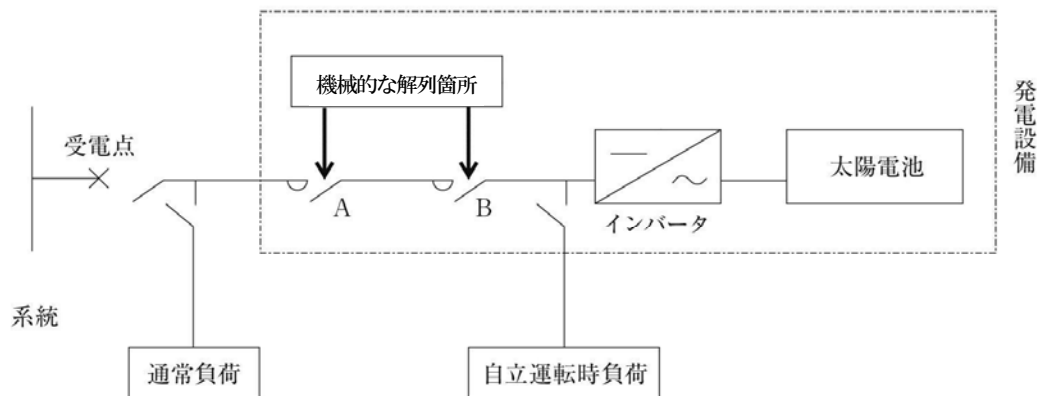 機械的な解列箇所
発電設備
受電点
太陽電池
A
B
インバータ
系統
通常負荷
自立運転時負荷